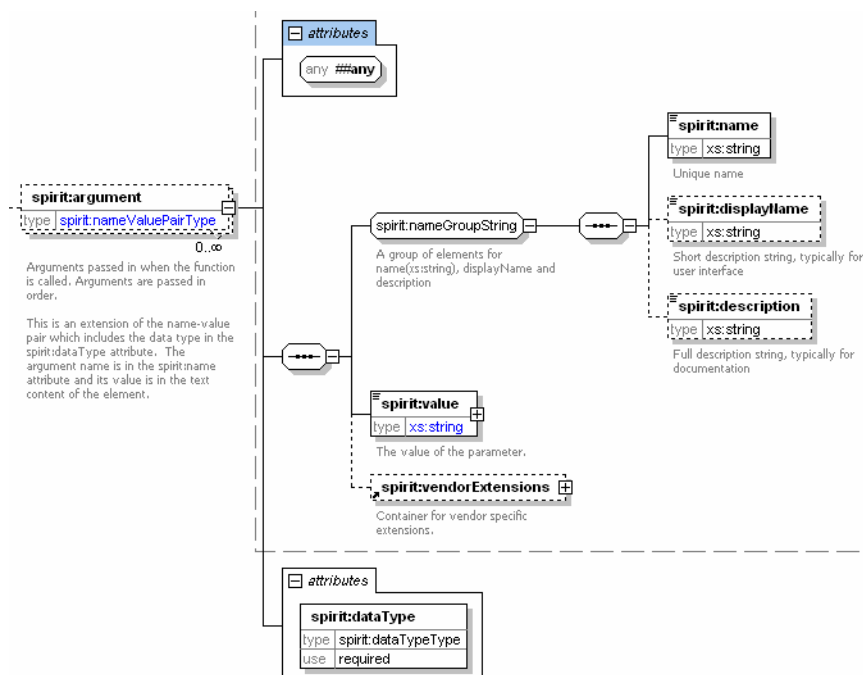 attributes
any ##any
spirit:argument
type spirit:nameValuePairType
0..∞
Arguments passed in when the function
is called. Arguments are passed in
order.
This is an extension of the name-value
pair which includes the data type in the
spirit:dataType attribute. The
argument name is in the spirit:name
attribute and its value is in the text
content of the element.
spirit:nameGroupString
A group of elements for
name(xs:string), displayName and
description
spirit:name
type xs:string
Unique name
spirit:displayName
type xs:string
Short description string, typically for
user interface
spirit:description
type xs:string
Full description string, typically for
documentation
spirit:value
type xs:string
The value of the parameter.
spirit:vendorExtensions
Container for vendor specific
extensions.
attributes
spirit:dataType
type spirit:dataTypeType
use required